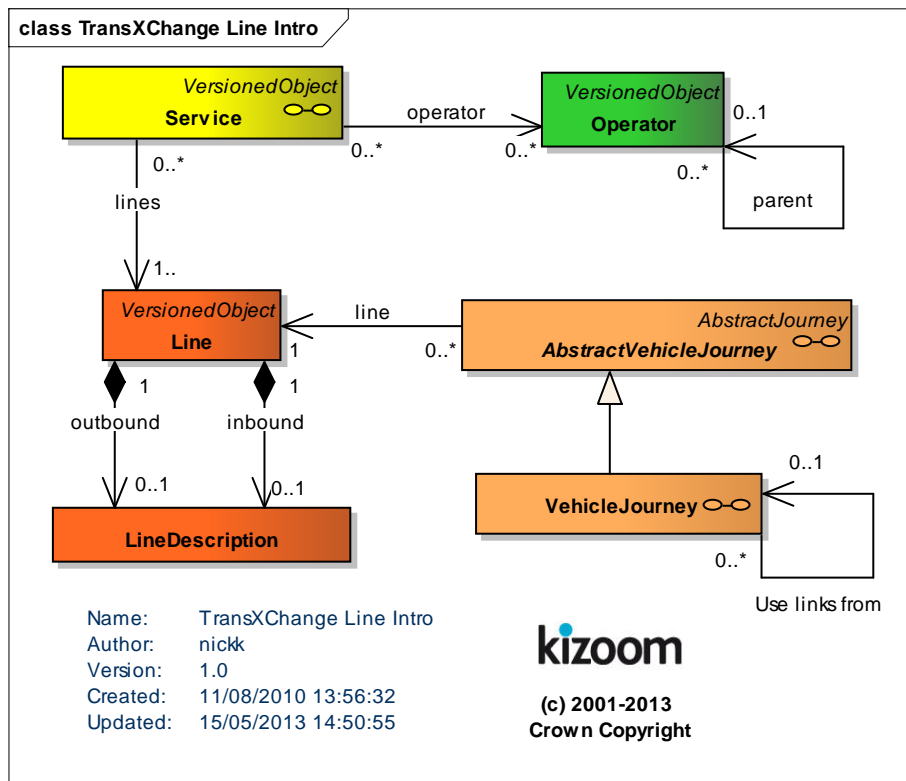 class TransXChange Line Intro
VersionedObject
Service
operator
0..*
0..*
VersionedObject
Operator
0..1
0..*
parent
0..*
lines
1..
VersionedObject
Line
1
line
0..*
AbstractJourney
AbstractVehicleJourney
1
1
outbound
inbound
0..1
0..1
LineDescription
VehicleJourney
0..1
0..*
Use links from
Name: TransXChange Line Intro
Author: nickk
Version: 1.0
Created: 11/08/2010 13:56:32
Updated: 15/05/2013 14:50:55
kizoom
(c) 2001-2013
Crown Copyright